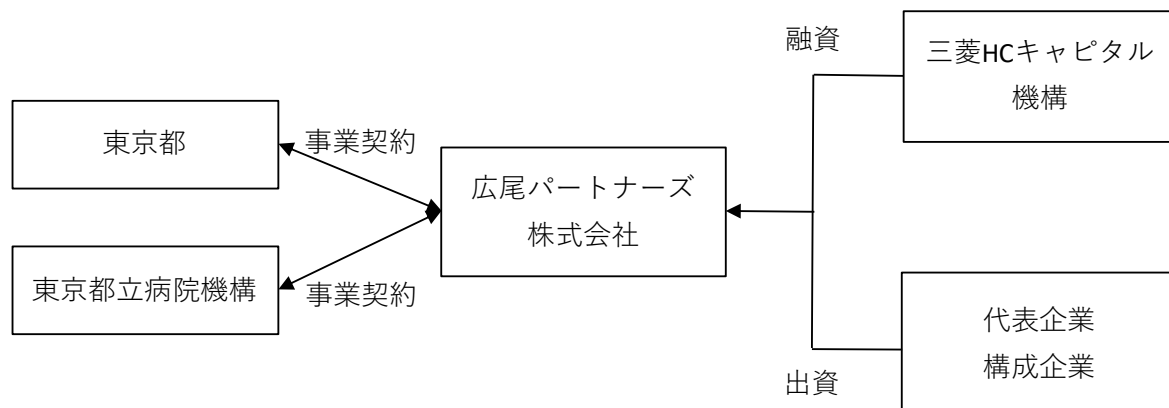 融資
三菱HCキャピタル
機構
東京都
事業契約
広尾パートナーズ
株式会社
東京都立病院機構
事業契約
代表企業
構成企業
出資